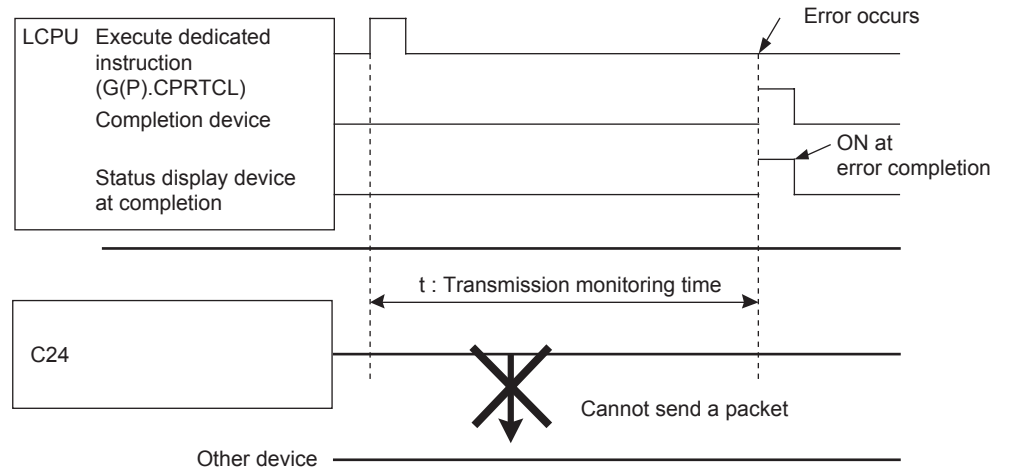 Error occurs
LCPU Execute dedicated
instruction
(G(P).CPRTCL)
Completion device
ON at
error completion
Status display device
at completion
t : Transmission monitoring time
C24
Cannot send a packet
Other device